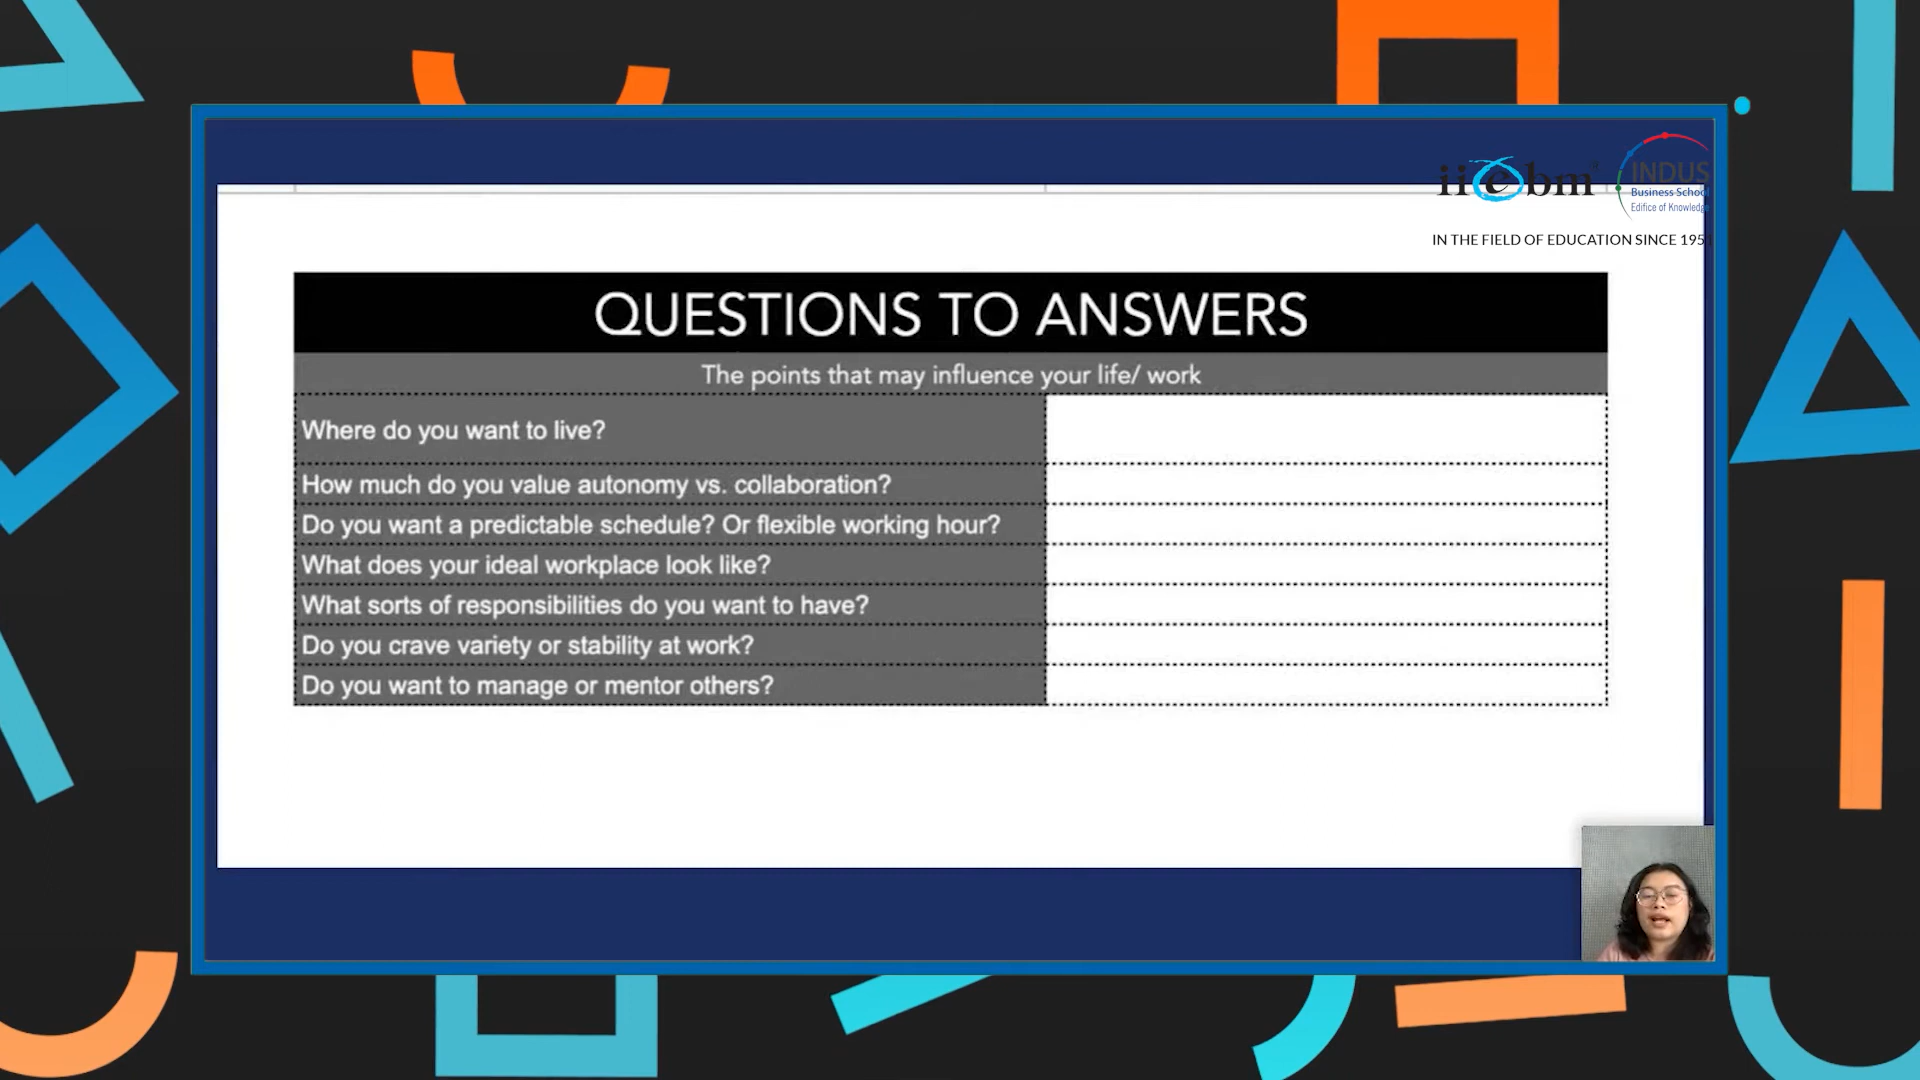 iiebm
INDUS
Business School
Edifice of Knowledge
IN THE FIELD OF EDUCATION SINCE 195
QUESTIONS TO ANSWERS
The points that may influence your life/ work
Where do you want to live?
How much do you value autonomy vs. collaboration?
Do you want a predictable schedule? Or flexible working hour?
What does your ideal workplace look like?
What sorts of responsibilities do you want to have?
Do you crave variety or stability at work?
Do you want to manage or mentor others?